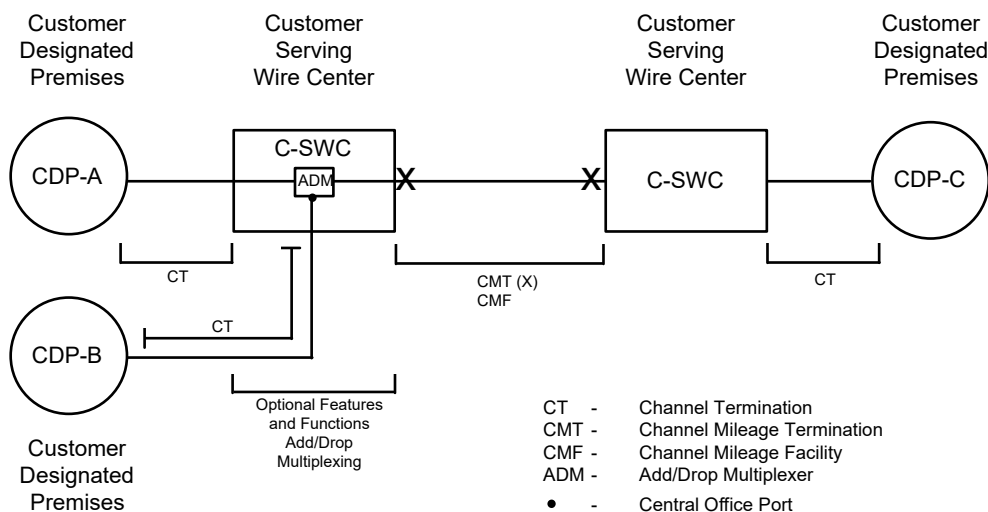 Customer
Designated
Premises
Customer
Serving
Wire Center
Customer
Serving
Wire Center
Customer
Designated
Premises
CDP-A
C-SWC
ADM
X
X
C-SWC
CDP-C
CT
CMT (X)
CMF
CT
CT
CDP-B
Optional Features
and Functions
Add/Drop
Multiplexing
Customer
Designated
Premises
CT - Channel Termination
CMT - Channel Mileage Termination
CMF - Channel Mileage Facility
ADM - Add/Drop Multiplexer
• - Central Office Port